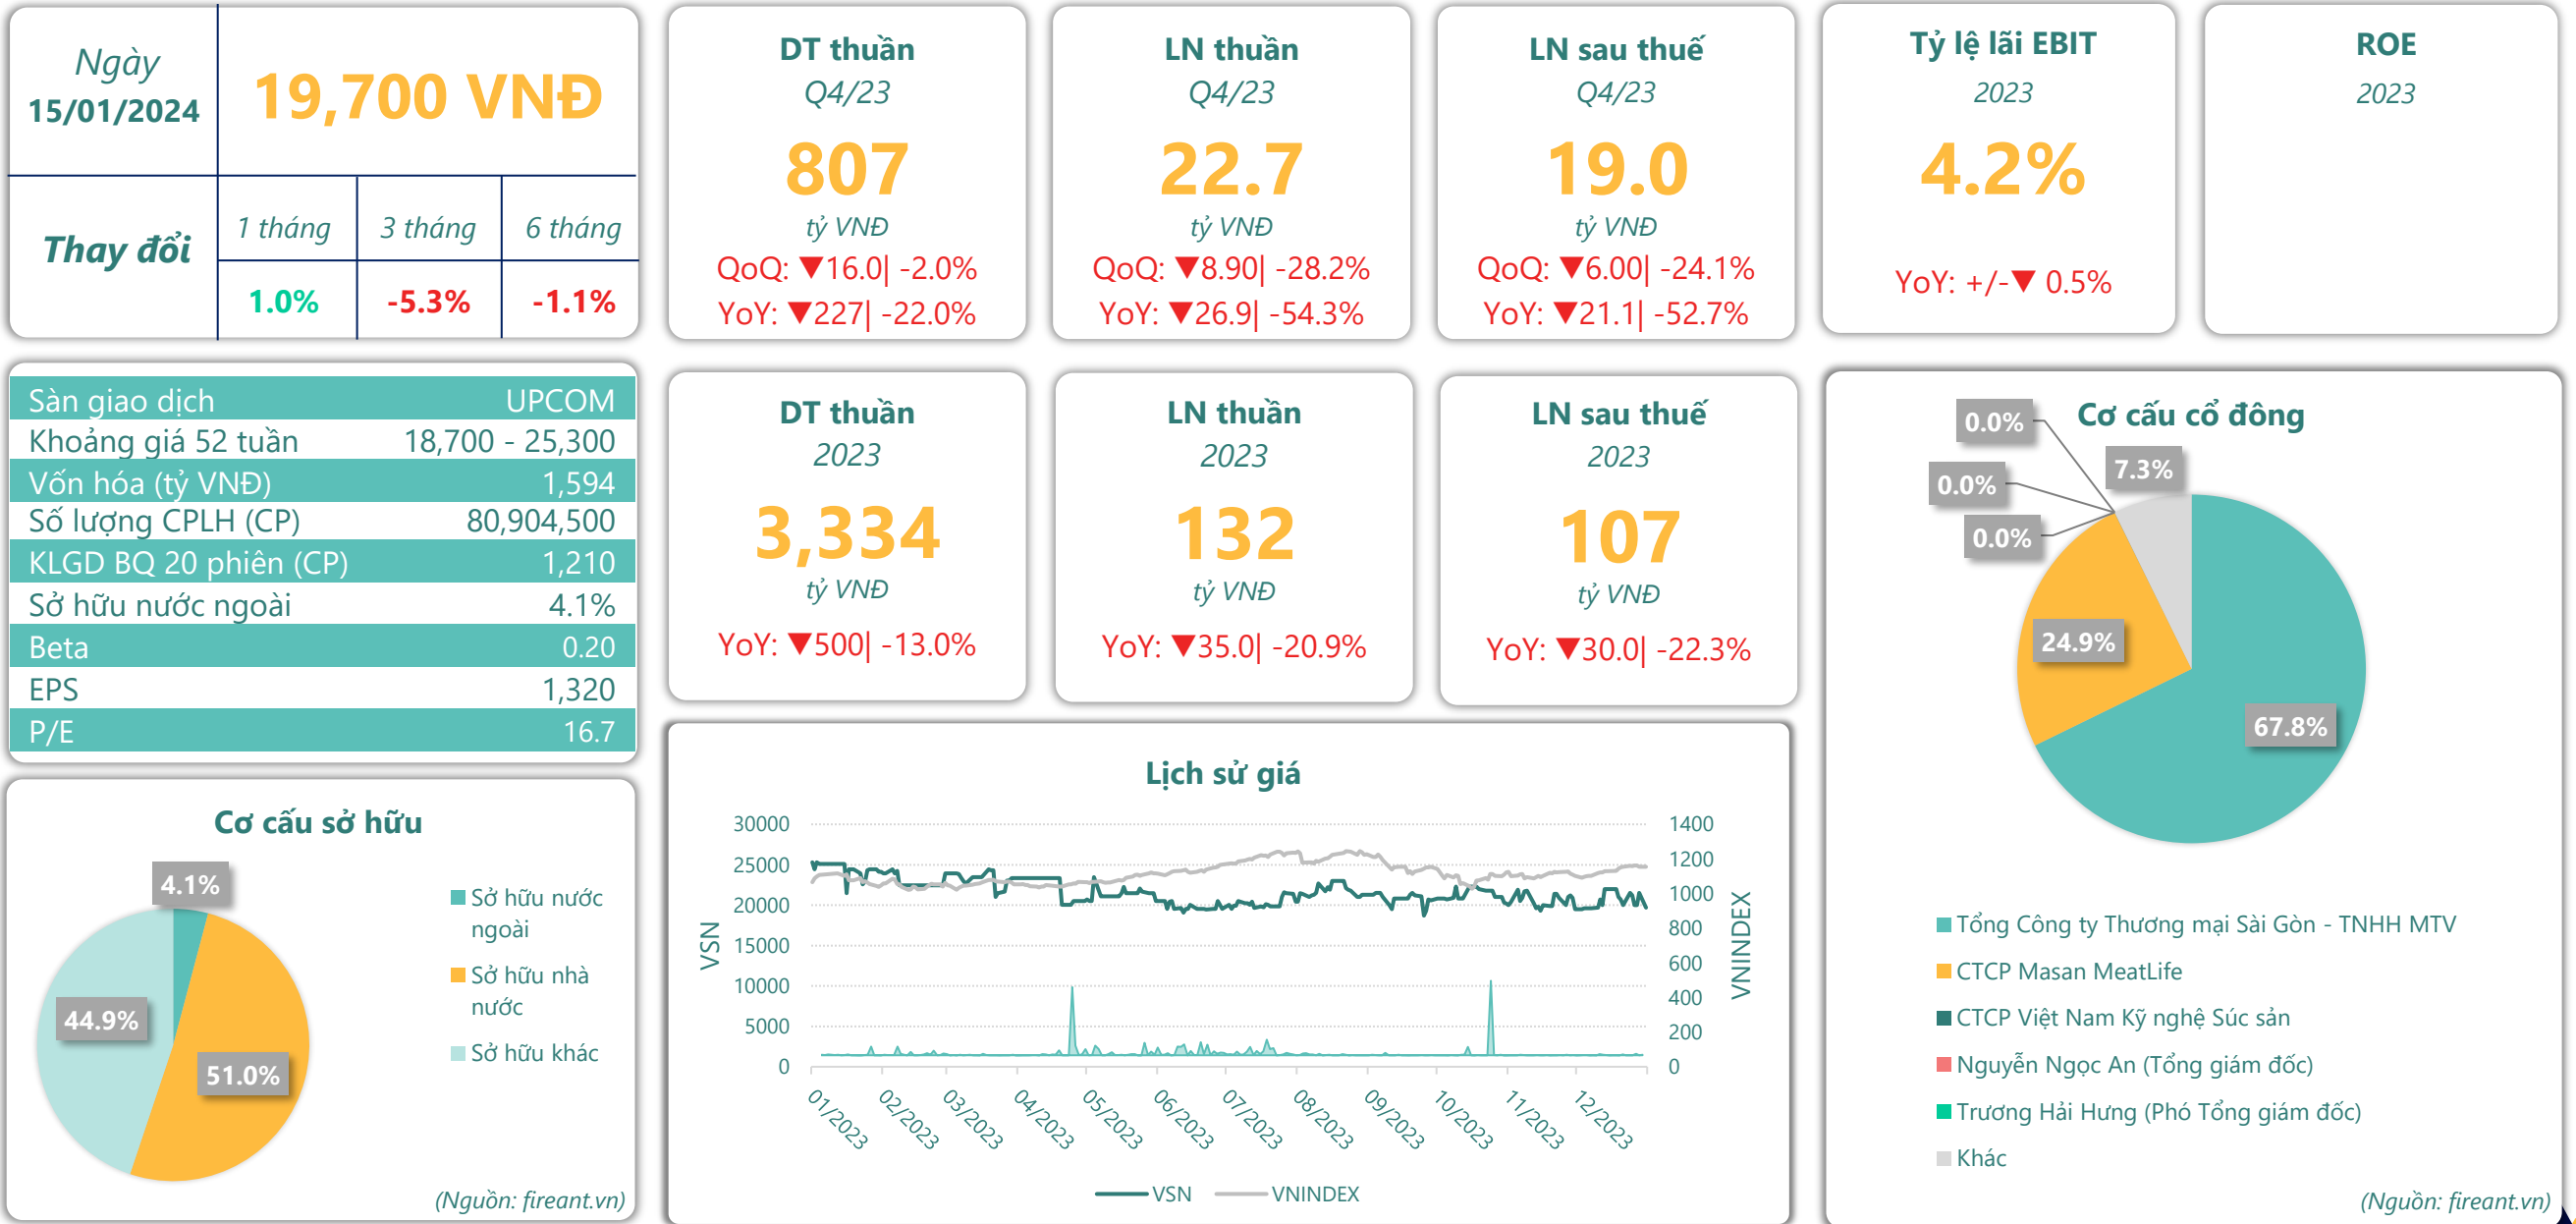 Ngày
15/01/2024
19,700 VNĐ
Thay đổi
1 tháng
3 tháng
6 tháng
1.0%
-5.3%
-1.1%
DT thuần
Q4/23
807
tỷ VNĐ
QoQ: ▼16.0| -2.0%
YoY: ▼227| -22.0%
LN thuần
Q4/23
22.7
tỷ VNĐ
QoQ: ▼8.90| -28.2%
YoY: ▼26.9| -54.3%
LN sau thuế
Q4/23
19.0
tỷ VNĐ
QoQ: ▼6.00| -24.1%
YoY: ▼21.1| -52.7%
Tỷ lệ lãi EBIT
2023
4.2%
YoY: +/-▼ 0.5%
ROE
2023
Sàn giao dịch UPCOM
Khoảng giá 52 tuần 18,700 - 25,300
Vốn hóa (tỷ VNĐ) 1,594
Số lượng CPLH (CP) 80,904,500
KLGD BQ 20 phiên (CP) 1,210
Sở hữu nước ngoài 4.1%
Beta 0.20
EPS 1,320
P/E 16.7
DT thuần
2023
3,334
tỷ VNĐ
YoY: ▼500| -13.0%
LN thuần
2023
132
tỷ VNĐ
YoY: ▼35.0| -20.9%
LN sau thuế
2023
107
tỷ VNĐ
YoY: ▼30.0| -22.3%
Cơ cấu cổ đông
0.0%
0.0%
0.0%
7.3%
24.9%
67.8%
Tổng Công ty Thương mại Sài Gòn - TNHH MTV
CTCP Masan MeatLife
CTCP Việt Nam Kỹ nghệ Súc sản
Nguyễn Ngọc An (Tổng giám đốc)
Trương Hải Hưng (Phó Tổng giám đốc)
Khác
(Nguồn: fireant.vn)
Cơ cấu sở hữu
4.1%
44.9%
51.0%
Sở hữu nước
ngoài
Sở hữu nhà
nước
Sở hữu khác
(Nguồn: fireant.vn)
Lịch sử giá
30000
25000
20000
15000
10000
5000
0
VSN
1400
1200
1000
800
600
400
200
0
VNINDEX
01/2023
02/2023
03/2023
04/2023
05/2023
06/2023
07/2023
08/2023
09/2023
10/2023
11/2023
12/2023
VSN
VNINDEX